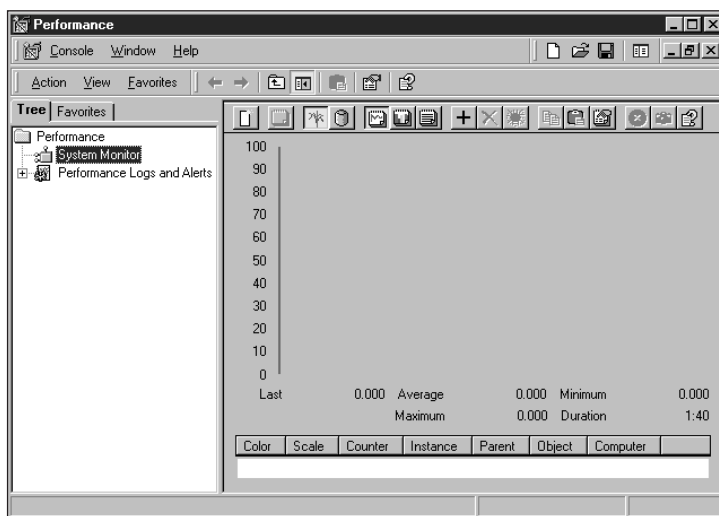 Performance
Console Window Help
Action View Favorites
Tree Favorites
Performance
System Monitor
Performance Logs and Alerts
100
90
80
70
60
50
40
30
20
10
0
Last 0.000 Average 0.000 Minimum 0.000
Maximum 0.000 Duration 1:40
Color Scale Counter Instance Parent Object Computer